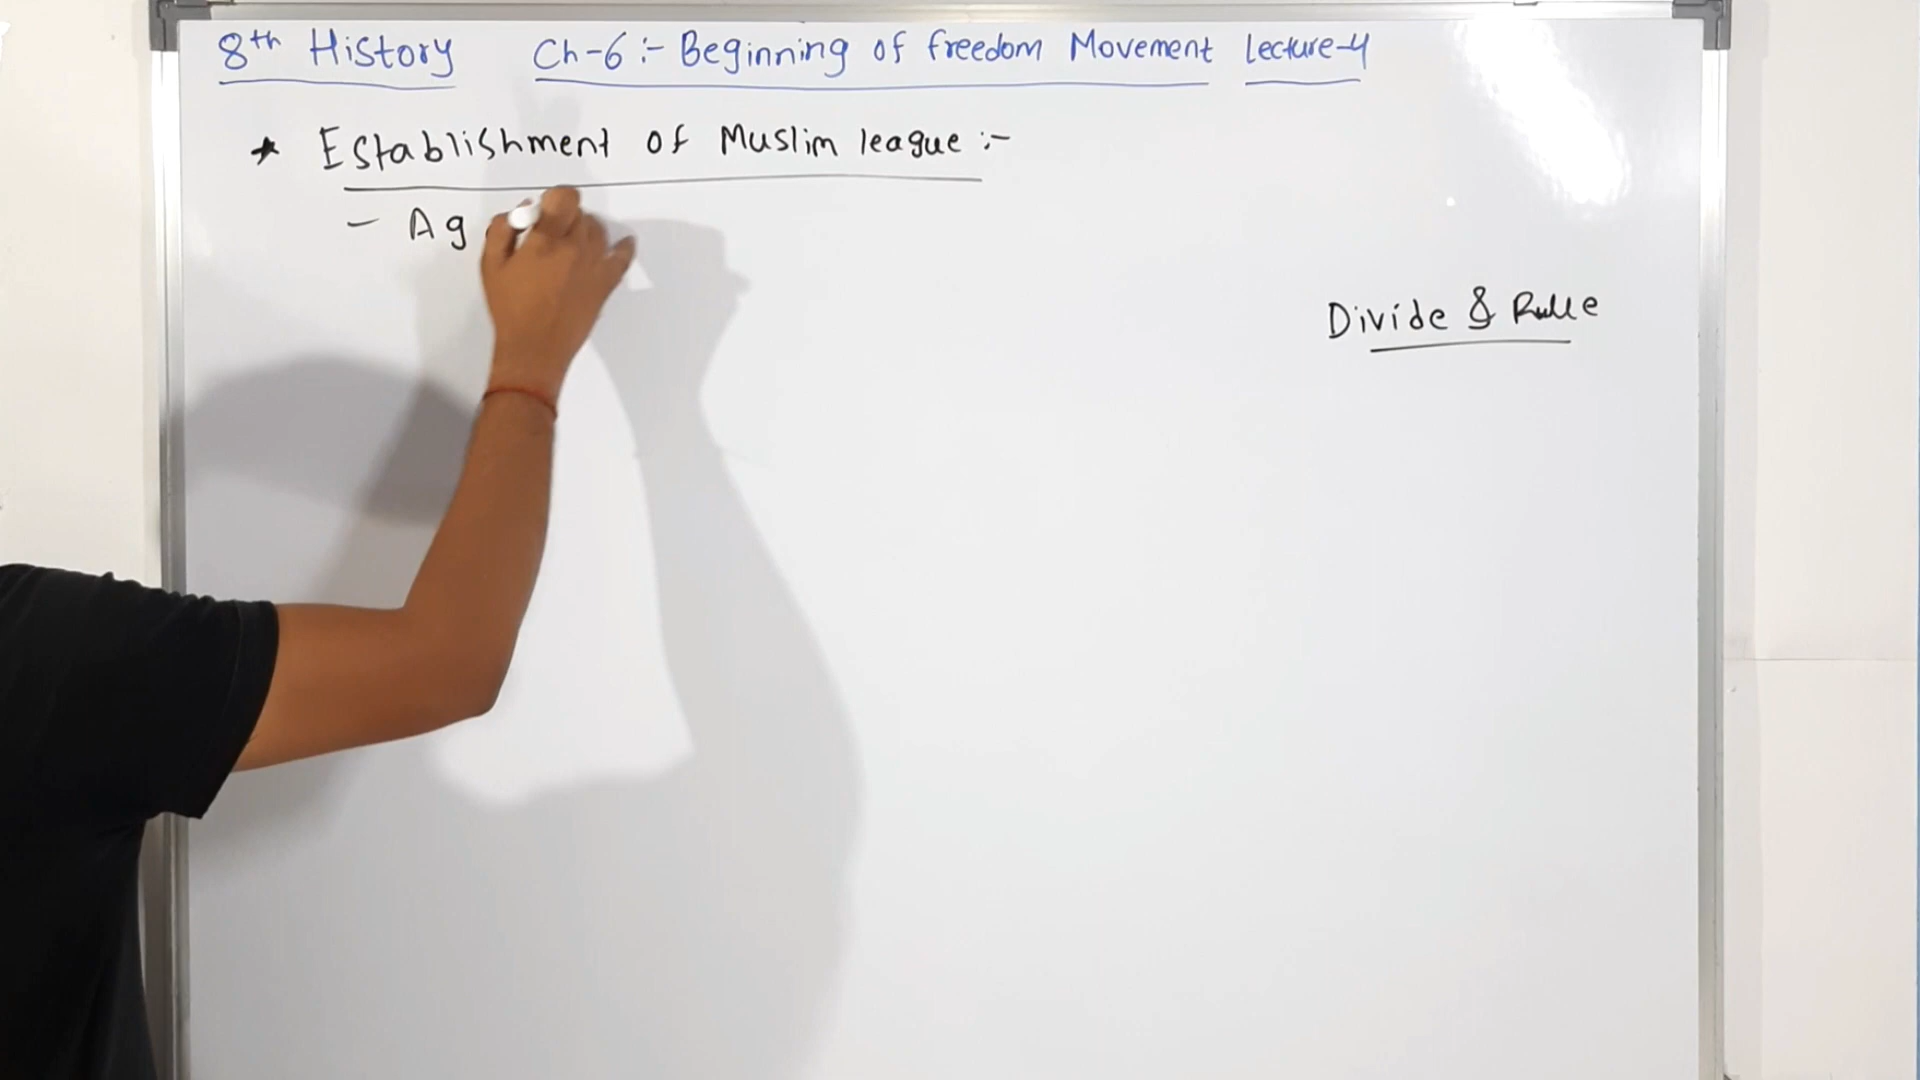 8th History Ch-6 :- Beginning of freedom Movement Lecture-4
* Establishment of Muslim league :-
- Ag
Divide & Rule